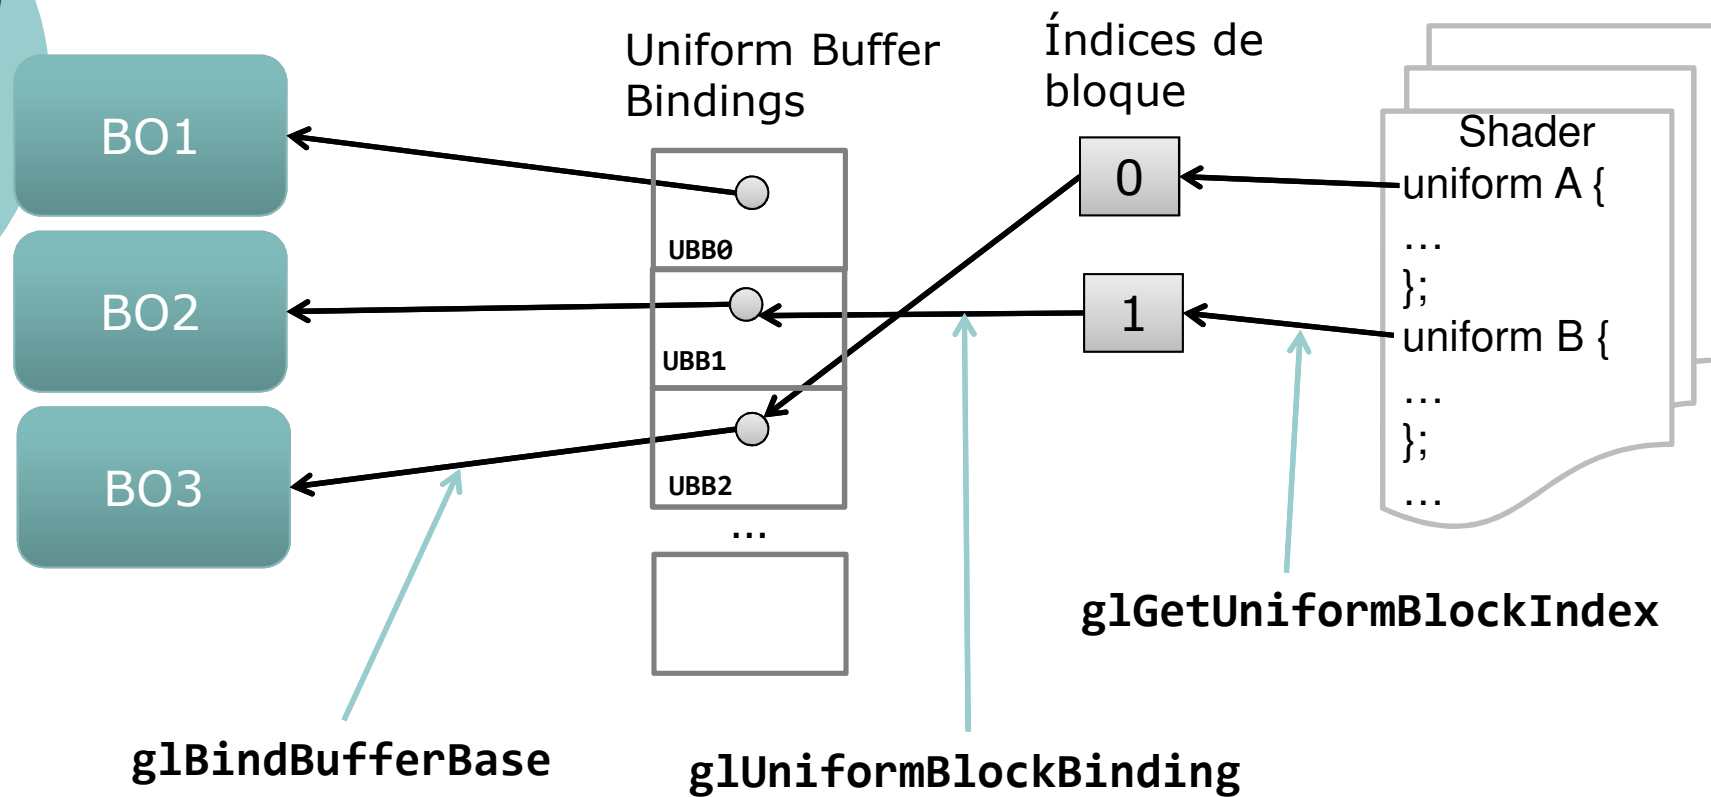 Uniform Buffer
Bindings
Índices de
bloque
BO1
BO2
BO3
UBB0
UBB1
UBB2
...
0
1
Shader
uniform A {
...
};
uniform B {
...
};
...
glGetUniformBlockIndex
glBindBufferBase
glUniformBlockBinding